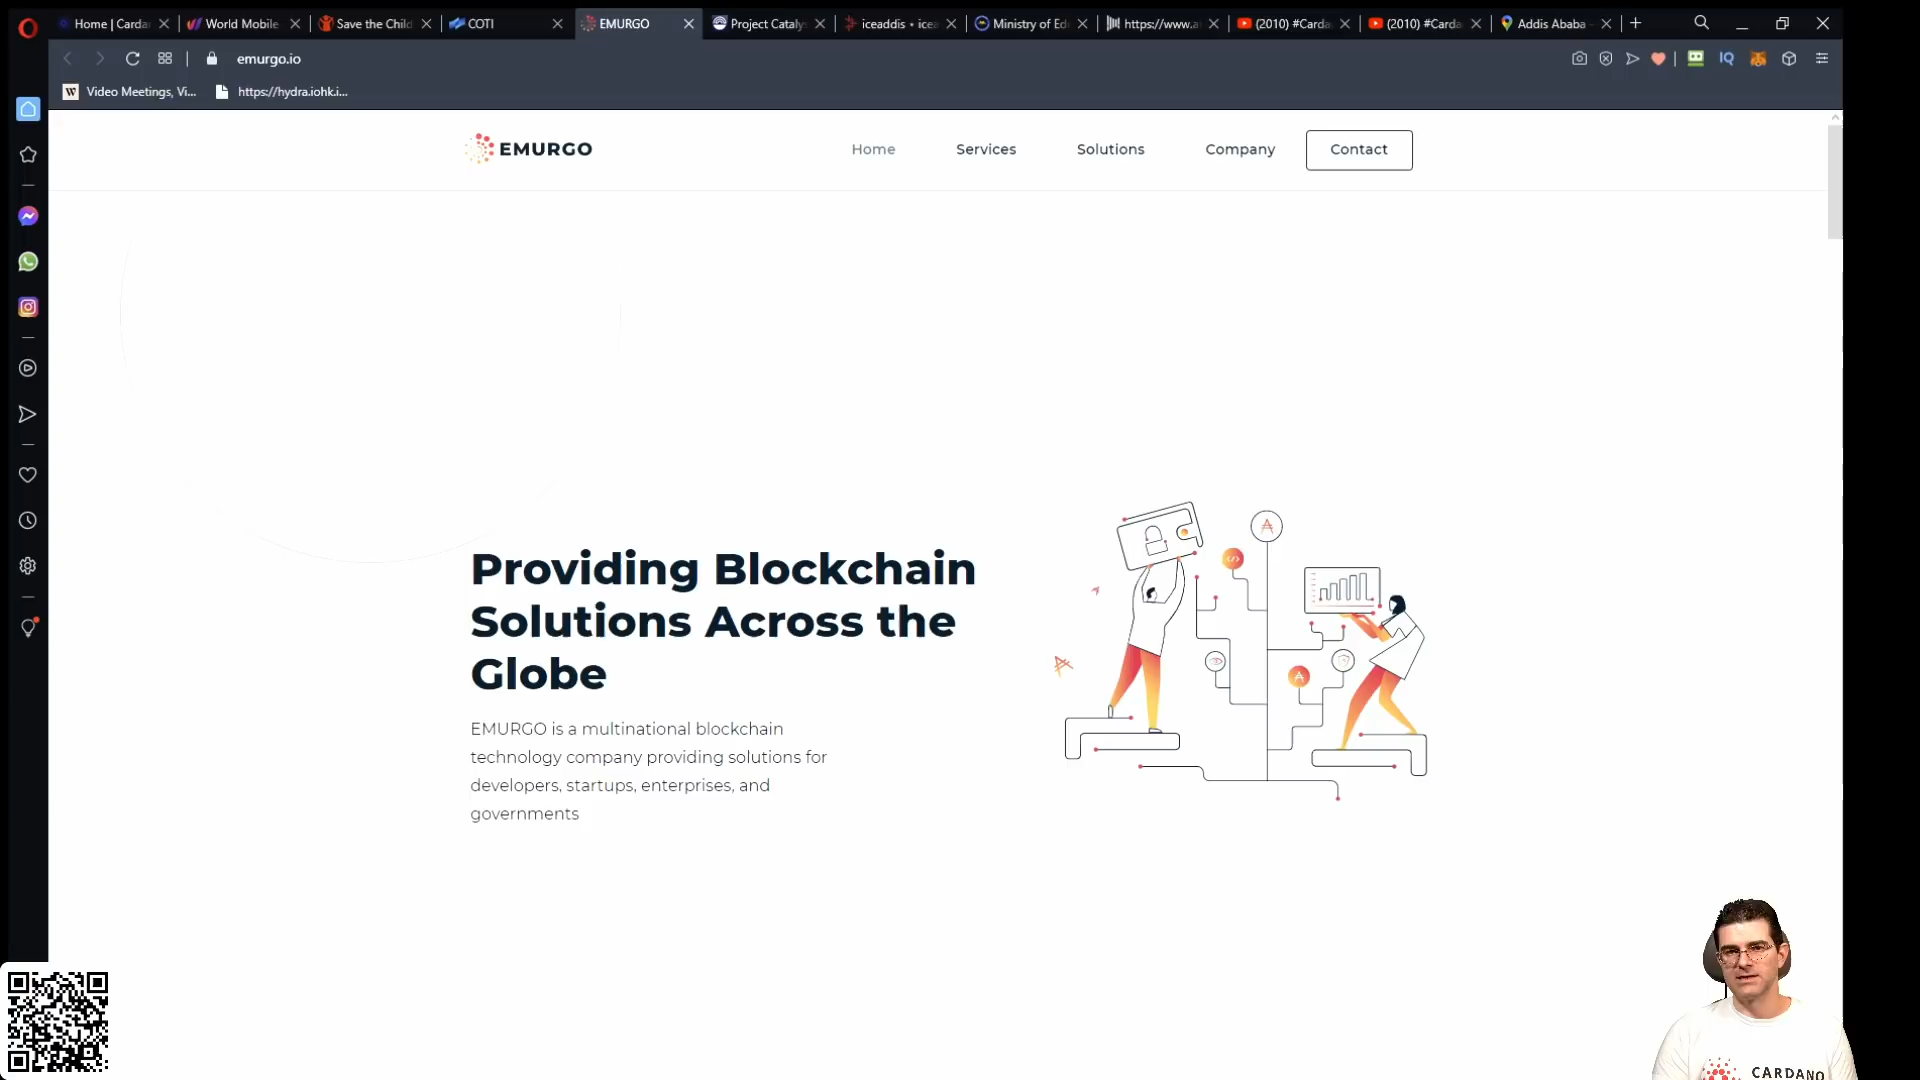 Home | Carda
World Mobile
Save the Child
COTI
EMURGO
Project Cataly
iceaddis • icea
Ministry of Ed
https://www.a
(2010) #Carda
(2010) #Carda
Addis Ababa
emurgo.io
IQ
W Video Meetings, Vi...
https://hydra.iohk.i...
EMURGO
Home
Services
Solutions
Company
Contact
Providing Blockchain
Solutions Across the
Globe
EMURGO is a multinational blockchain
technology company providing solutions for
developers, startups, enterprises, and
governments
CARDANO